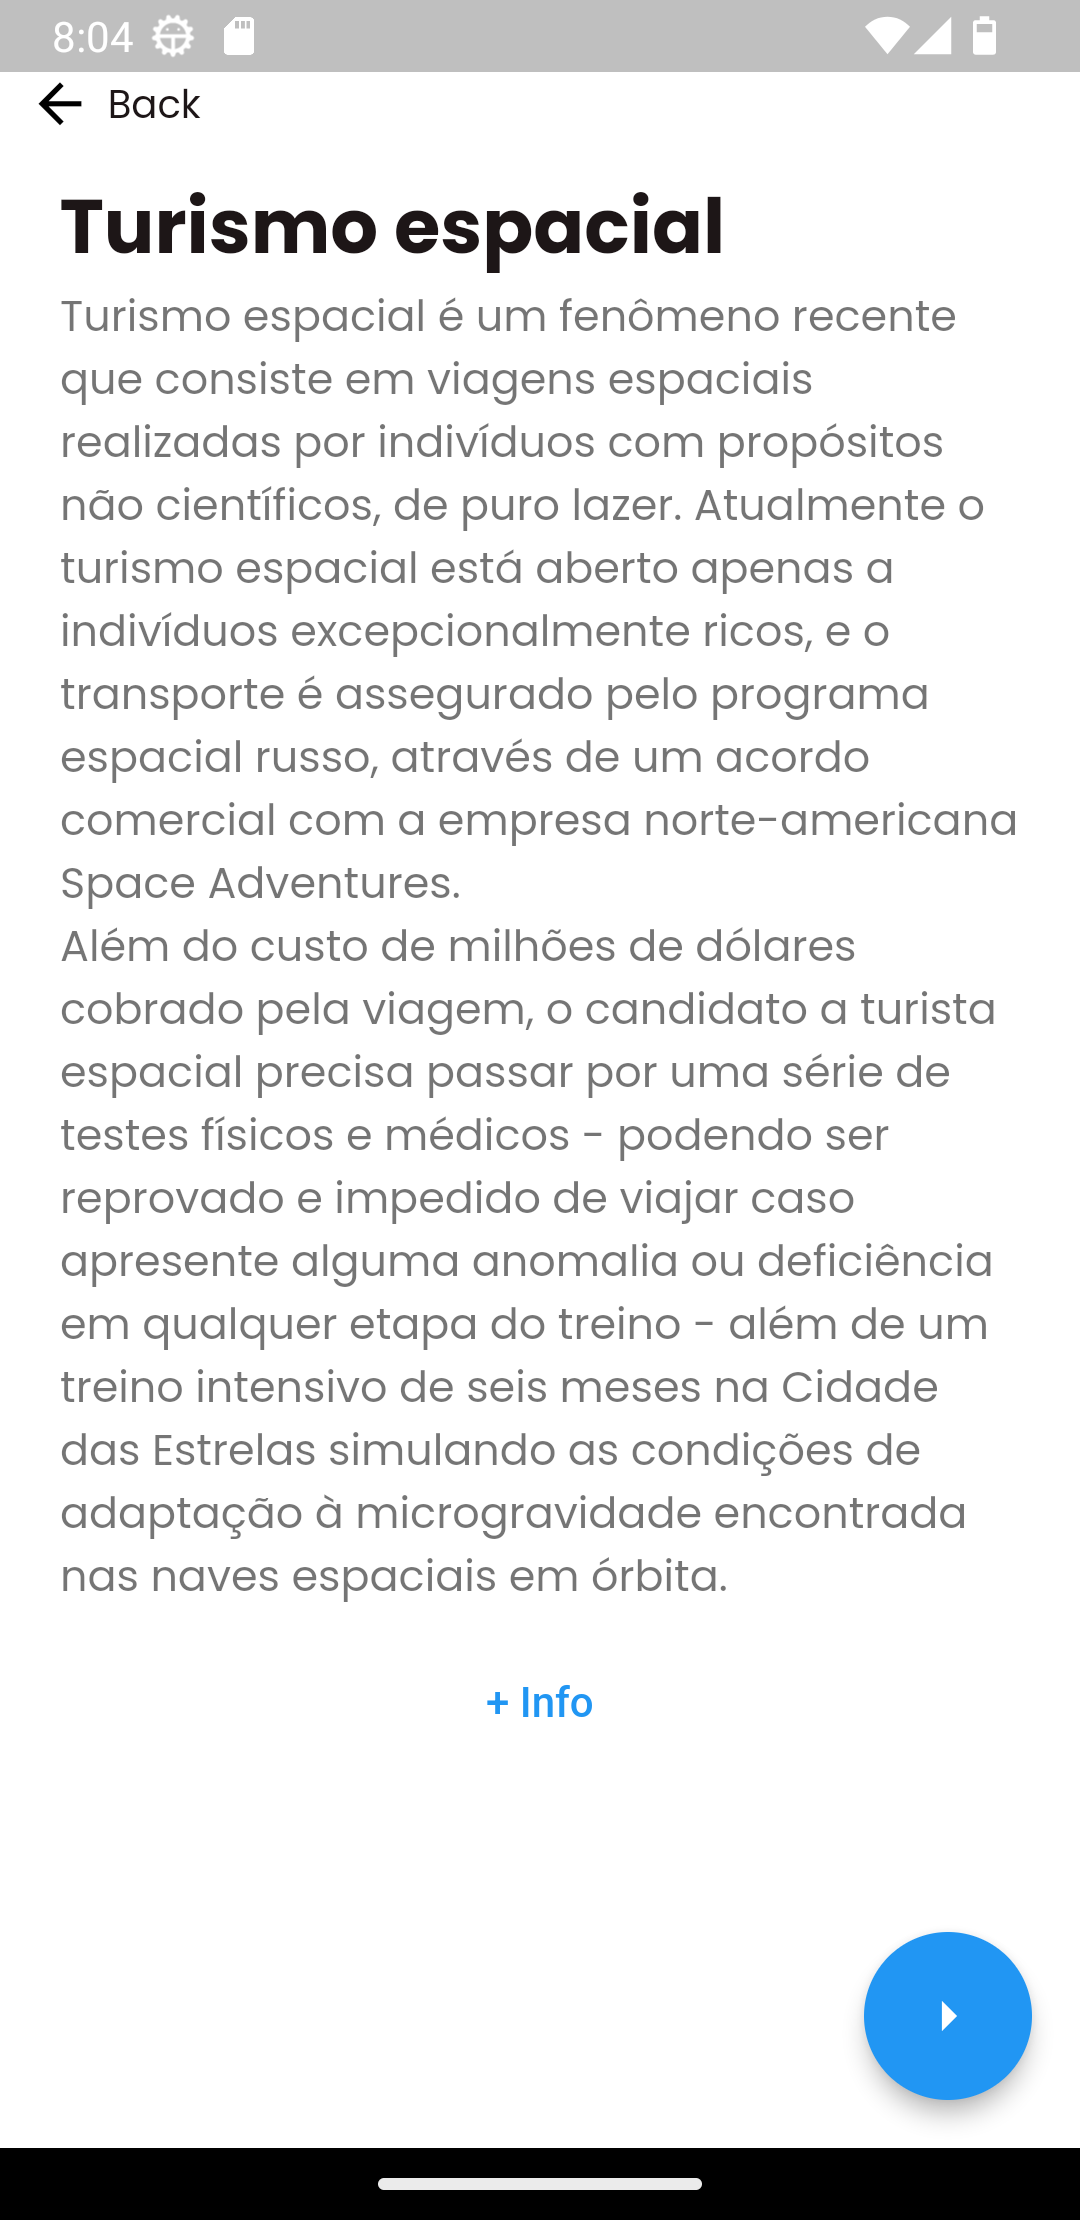 8:04
Back
Turismo espacial
Turismo espacial é um fenômeno recente
que consiste em viagens espaciais
realizadas por indivíduos com propósitos
não científicos, de puro lazer. Atualmente o
turismo espacial está aberto apenas a
indivíduos excepcionalmente ricos, e o
transporte é assegurado pelo programa
espacial russo, através de um acordo
comercial com a empresa norte-americana
Space Adventures.
Além do custo de milhões de dólares
cobrado pela viagem, o candidato a turista
espacial precisa passar por uma série de
testes físicos e médicos - podendo ser
reprovado e impedido de viajar caso
apresente alguma anomalia ou deficiência
em qualquer etapa do treino - além de um
treino intensivo de seis meses na Cidade
das Estrelas simulando as condições de
adaptação à microgravidade encontrada
nas naves espaciais em órbita.
+ Info